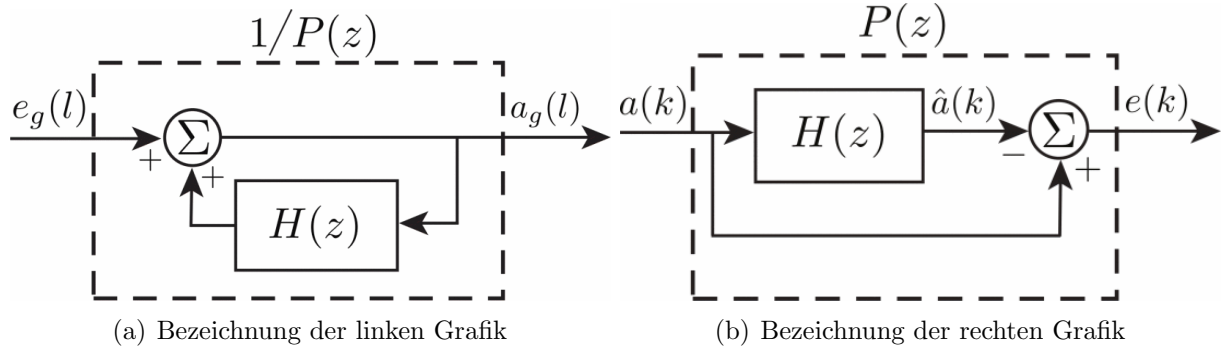 1/P(z)
e_g(l)
Σ
a_g(l)
+
+
H(z)
P(z)
a(k)
H(z)
â(k)
Σ
e(k)
−
+
(a) Bezeichnung der linken Grafik
(b) Bezeichnung der rechten Grafik